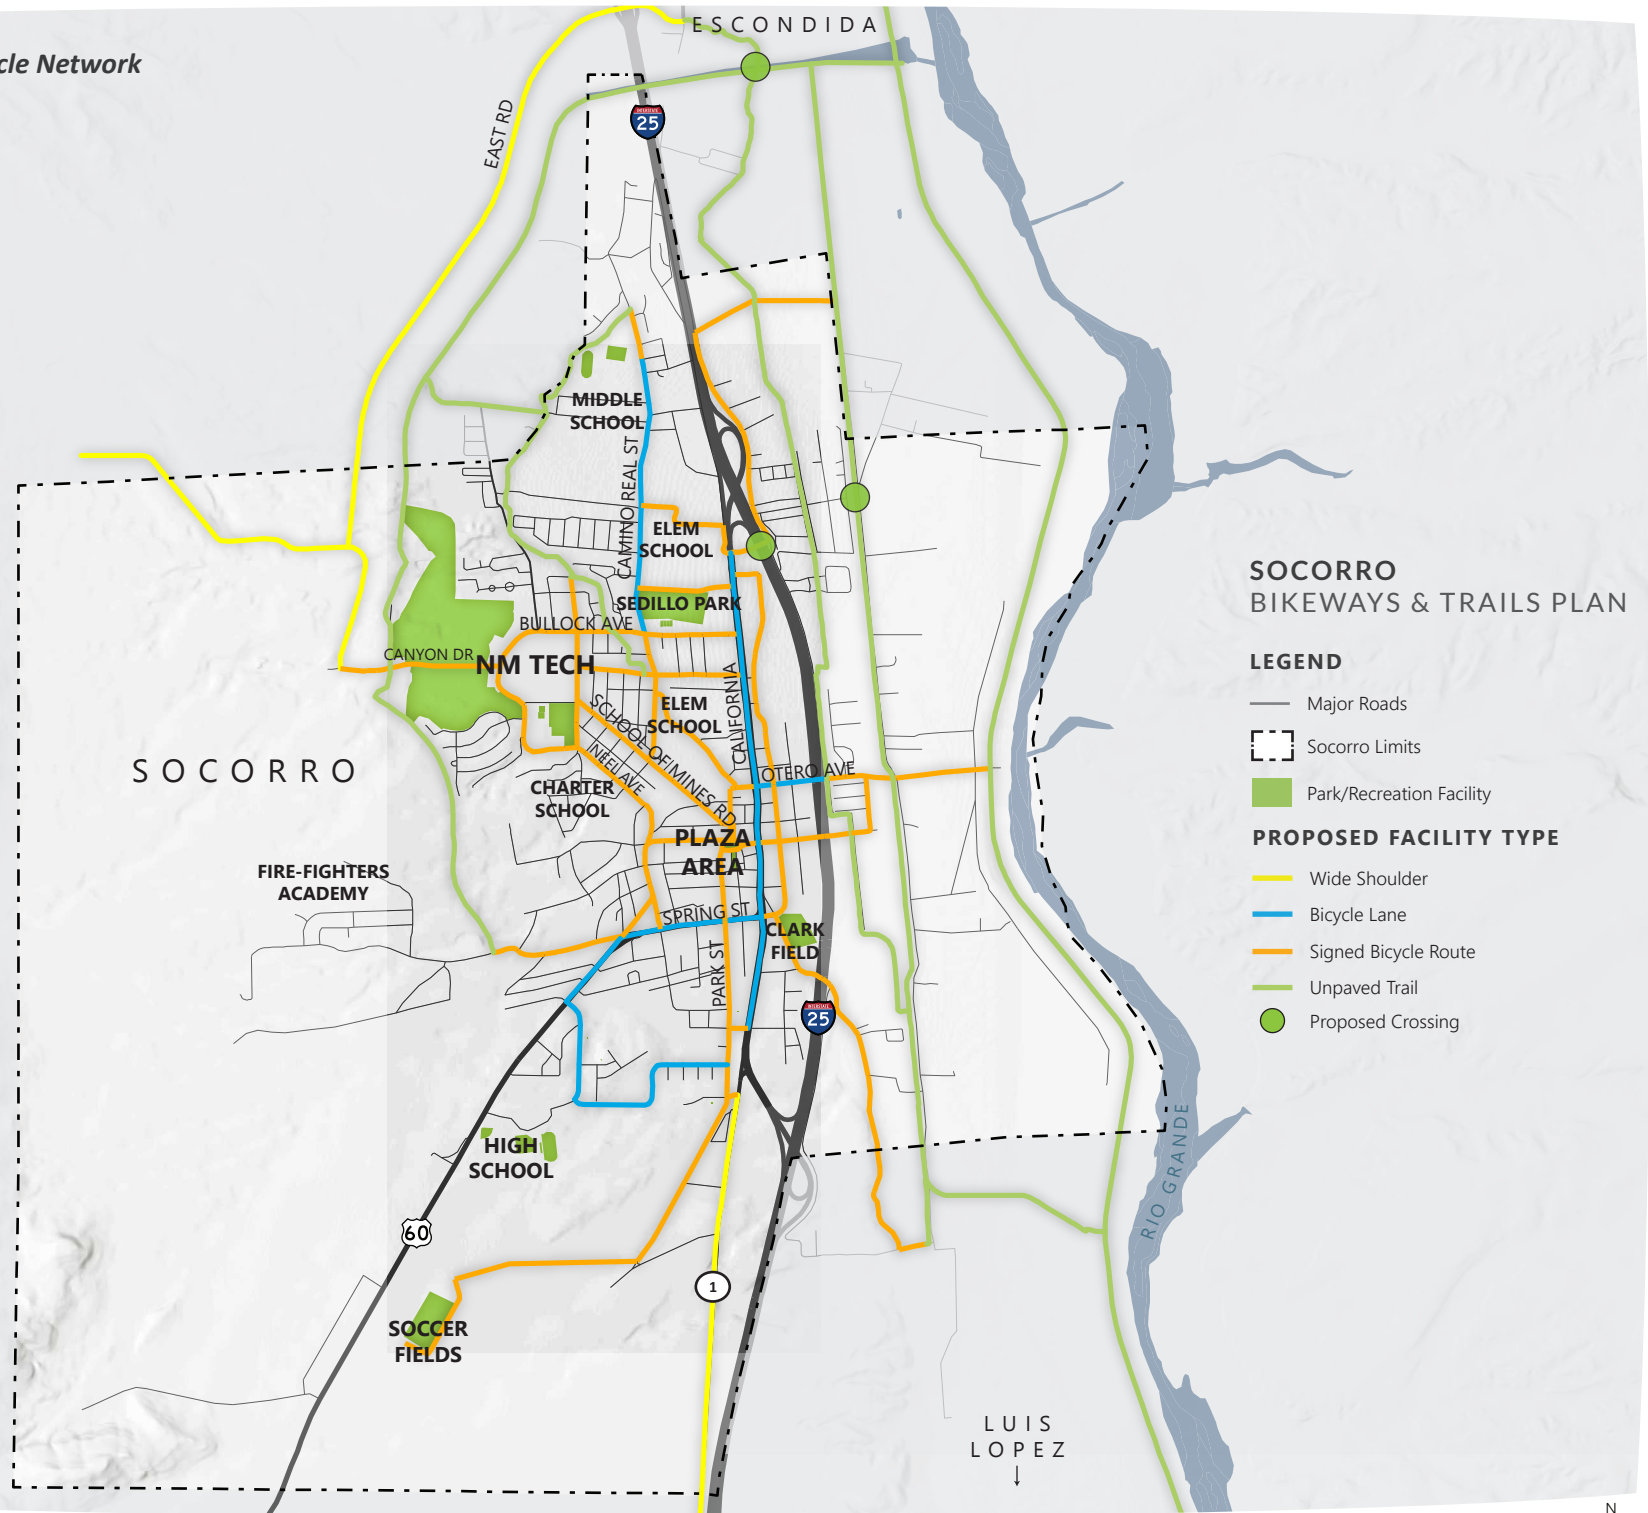 cle Network
ESCONDIDA
EAST RD
INTERSTATE
25
MIDDLE
SCHOOL
CAMINO REAL ST
ELEM
SCHOOL
SEDILLO PARK
BULLOCK AVE
CANYON DR
NM TECH
ELEM
SCHOOL
SCHOOL OF MINES RD
CALIFORNIA
NEEL AVE
OTERO AVE
SOCORRO
CHARTER
SCHOOL
PLAZA
AREA
FIRE-FIGHTERS
ACADEMY
SPRING ST
CLARK
FIELD
PARK ST
INTERSTATE
25
HIGH
SCHOOL
60
1
SOCCER
FIELDS
RIO GRANDE
LUIS
LOPEZ
SOCORRO
BIKEWAYS & TRAILS PLAN
LEGEND
Major Roads
Socorro Limits
Park/Recreation Facility
PROPOSED FACILITY TYPE
Wide Shoulder
Bicycle Lane
Signed Bicycle Route
Unpaved Trail
Proposed Crossing
N